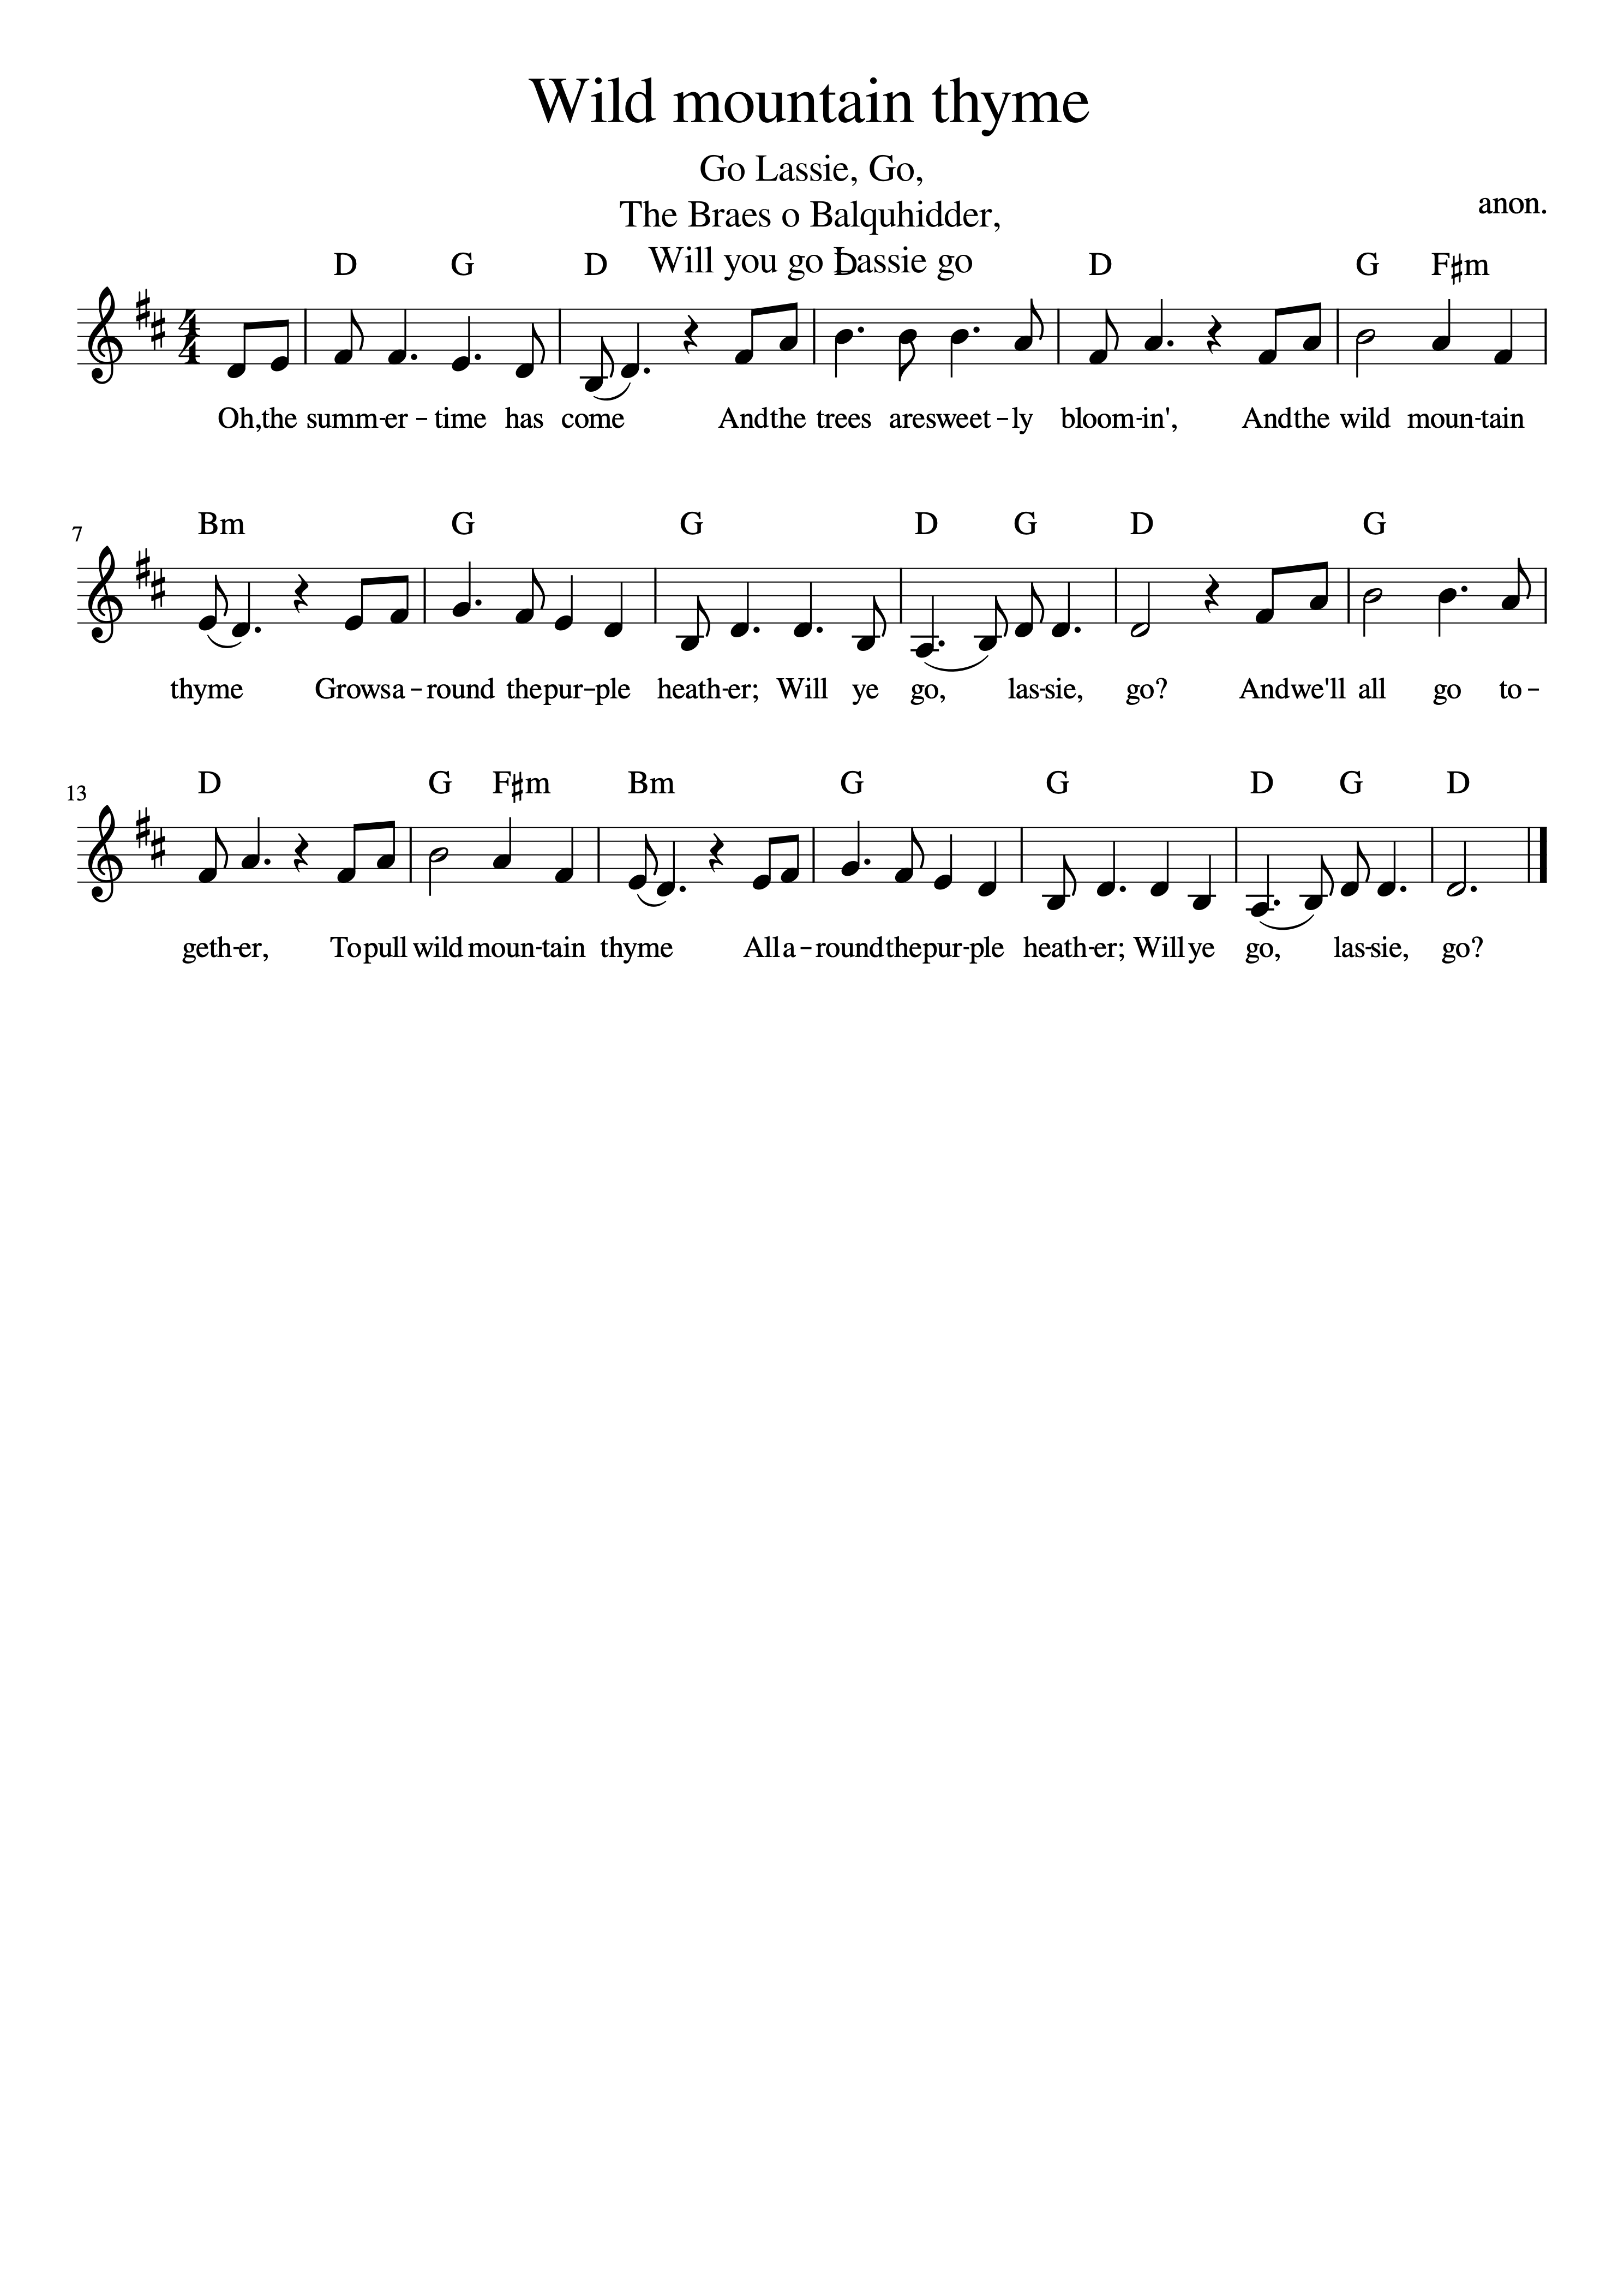 Wild mountain thyme
Go Lassie, Go,
The Braes o Balquhidder,
anon.
Will you go Lassie go
D G D D D G F♯m
4/4
Oh, the summ-er-time has come And the trees are sweet-ly bloom-in', And the wild moun-tain
7
Bm G G D G D G
thyme Grows a-round the pur-ple heath-er; Will ye go, las-sie, go? And we'll all go to-
13
D G F♯m Bm G G D G D
geth-er, To pull wild moun-tain thyme All a-round the pur-ple heath-er; Will ye go, las-sie, go?